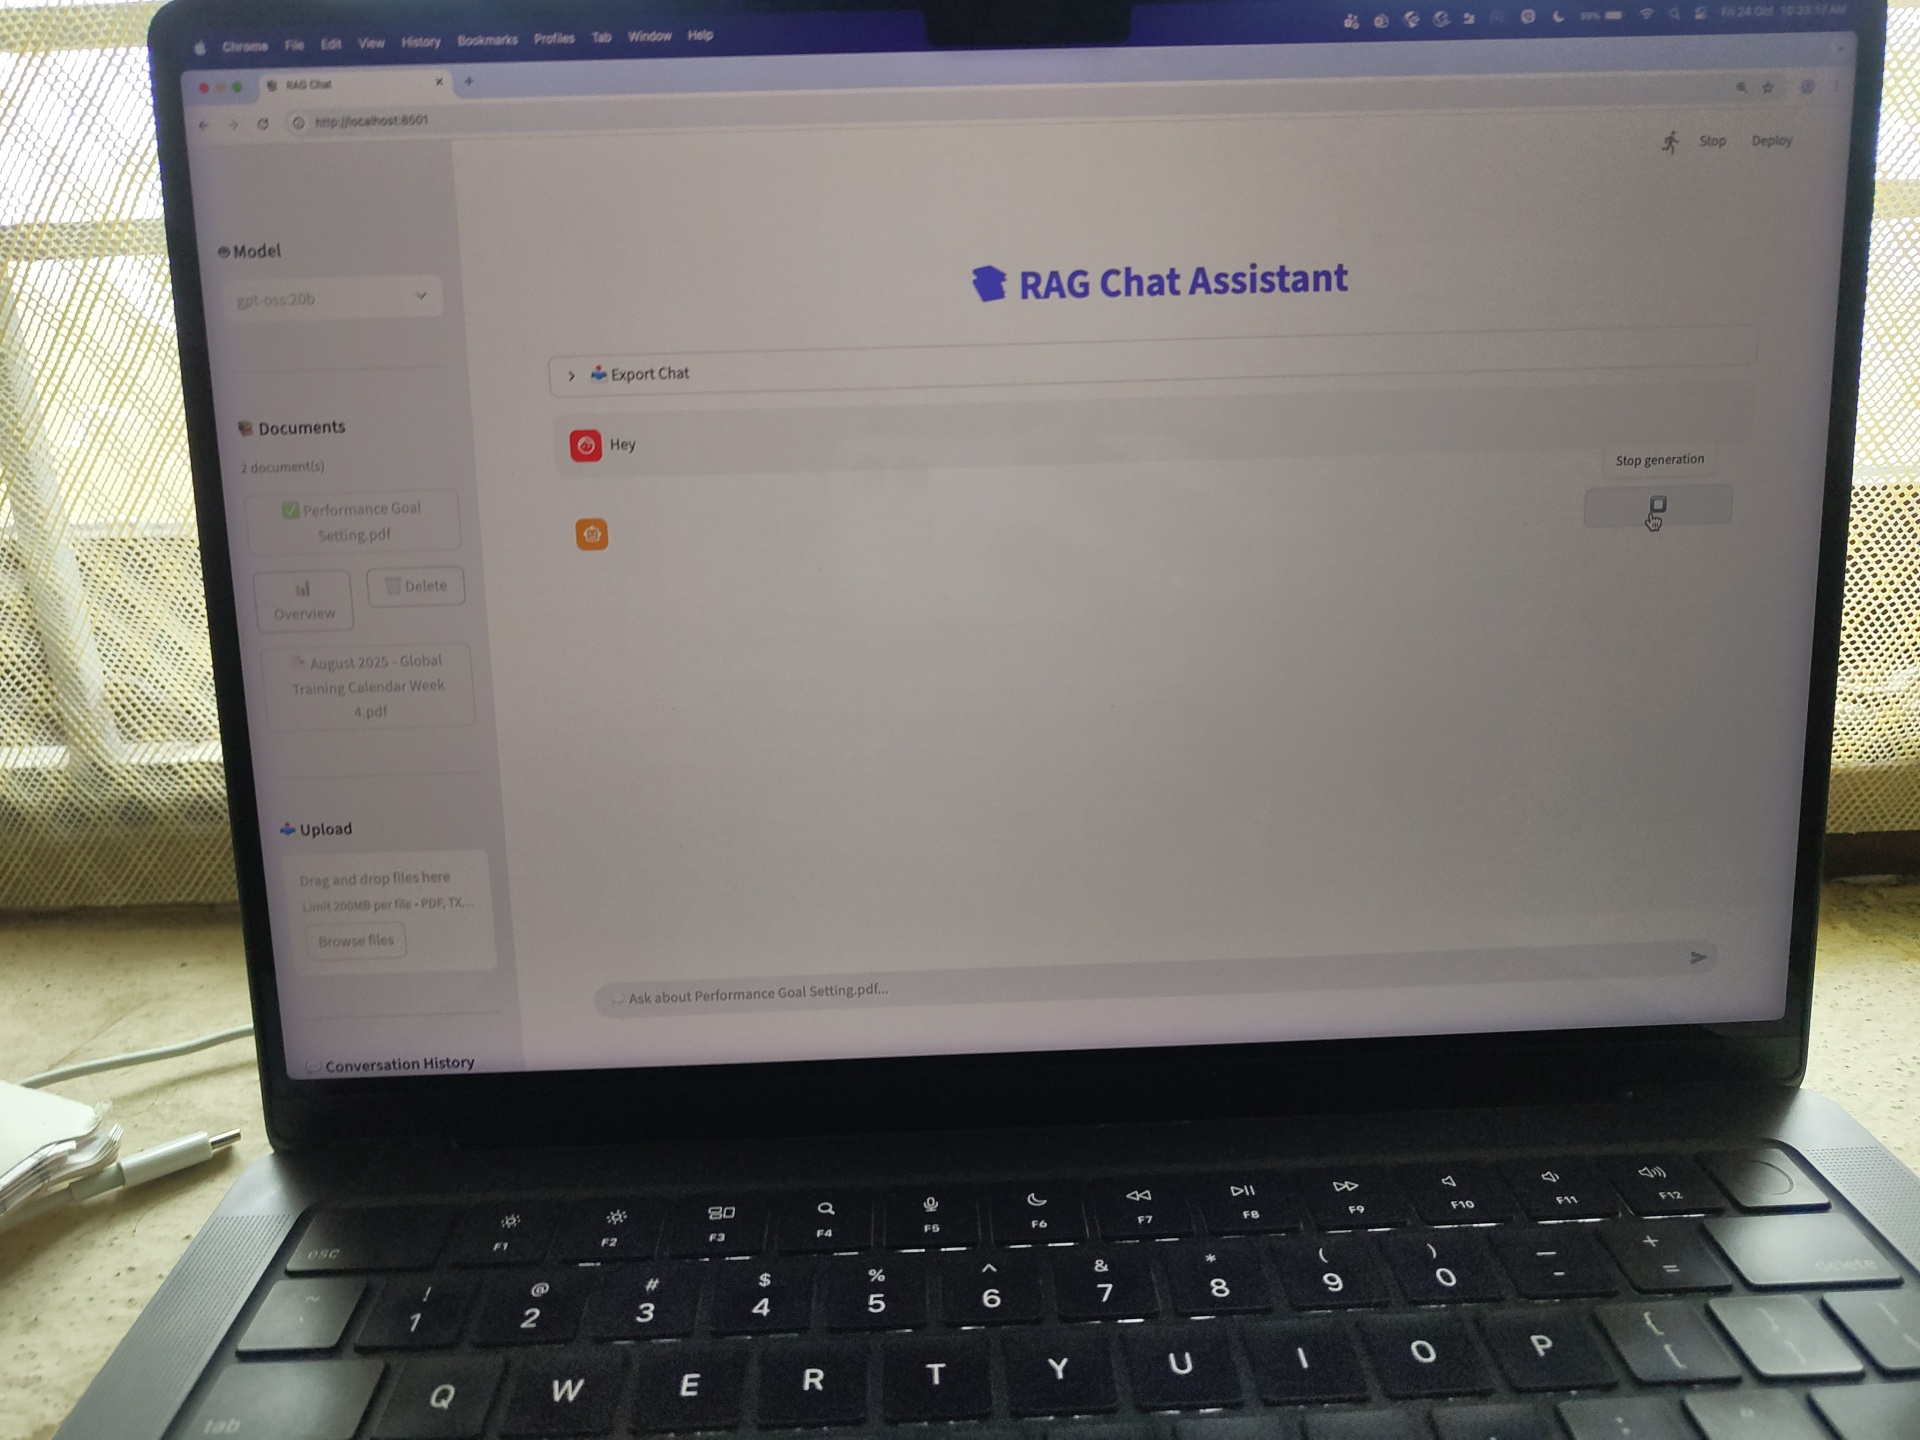 Chrome File Edit View History Bookmarks Profiles Tab Window Help
Fri 24 Oct
RAG Chat
http://localhost:8501
Stop Deploy
Model
gpt-oss:20b
RAG Chat Assistant
Export Chat
Documents
2 document(s)
Hey
Stop generation
Performance Goal
Setting.pdf
Overview
Delete
August 2025 - Global
Training Calendar Week
4.pdf
Upload
Drag and drop files here
Limit 200MB per file • PDF, TX...
Browse files
Ask about Performance Goal Setting.pdf...
Conversation History
esc F1 F2 F3 F4 F5 F6 F7 F8 F9 F10 F11 F12
~ ! @ # $ % ^ & * ( ) — +
` 1 2 3 4 5 6 7 8 9 0 - = delete
tab Q W E R T Y U I O P { [